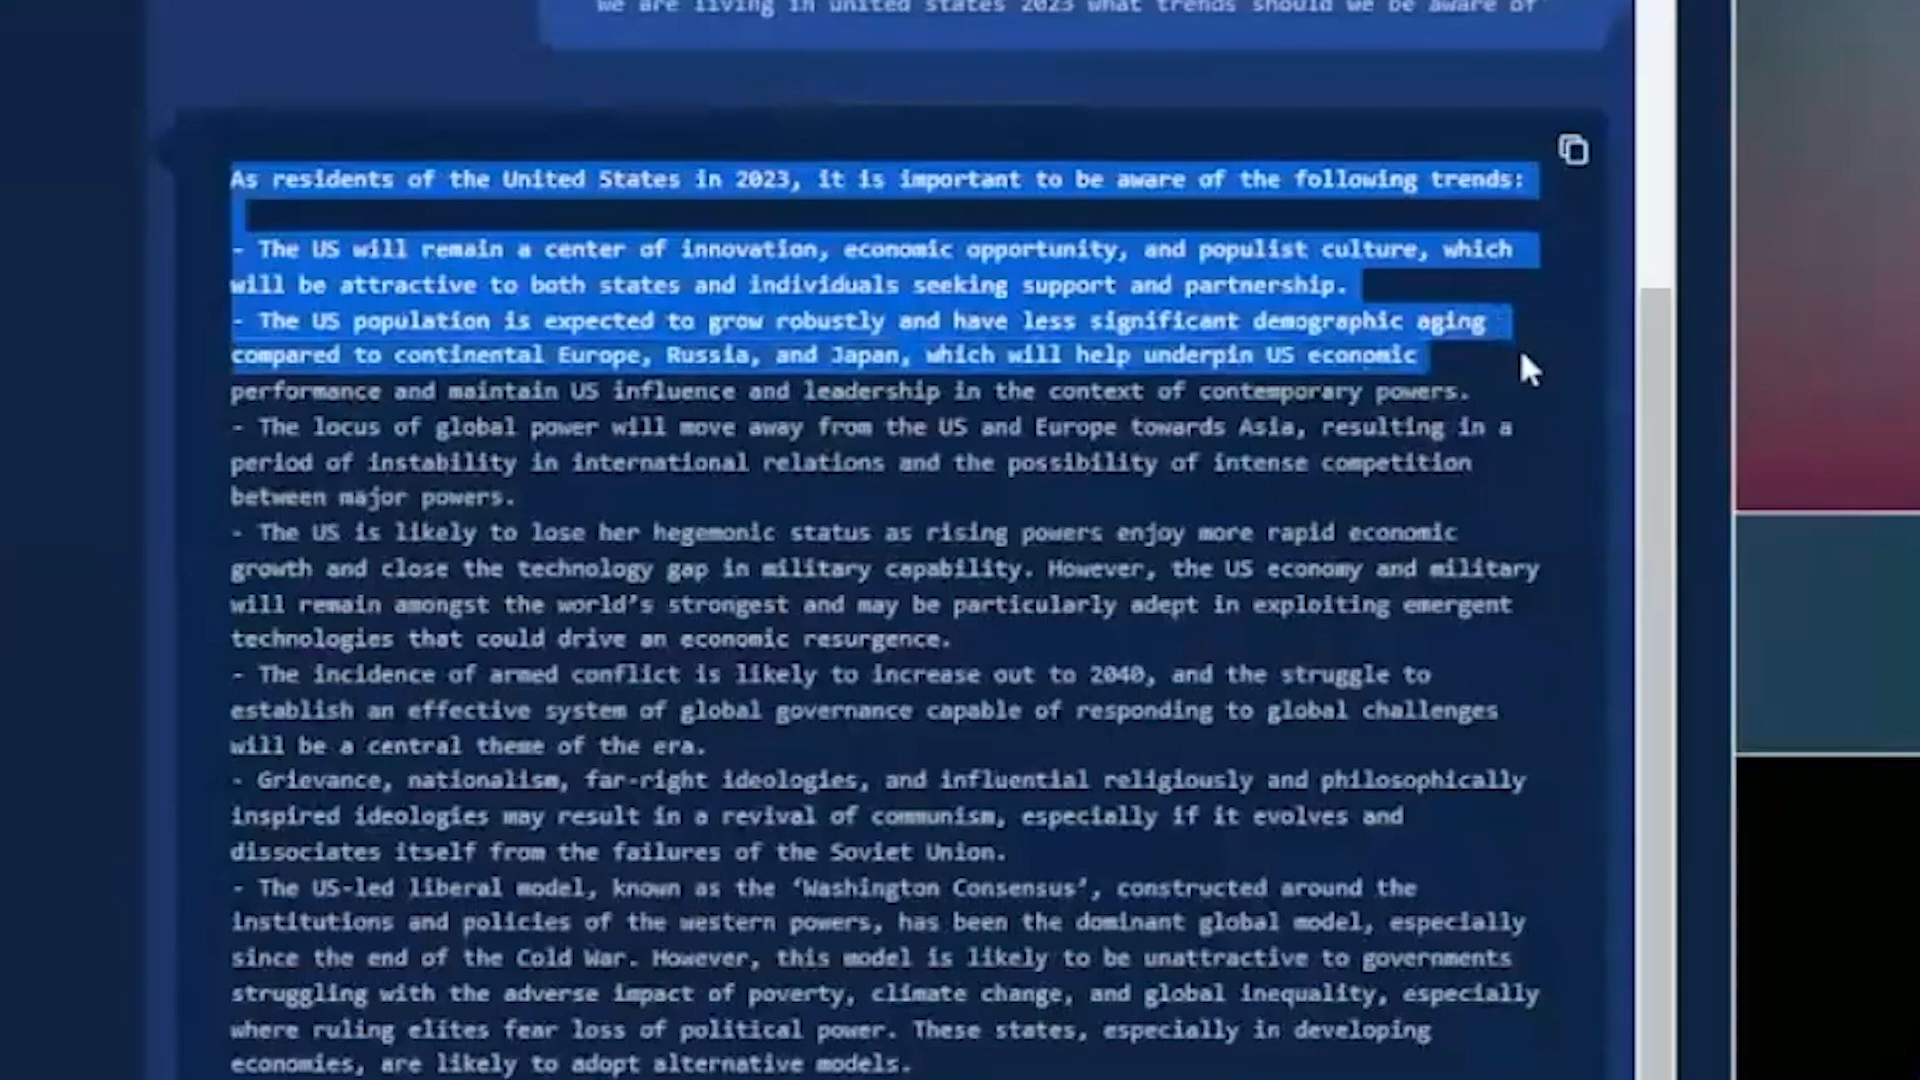 we are living in united states 2023 what trends should we be aware of
As residents of the United States in 2023, it is important to be aware of the following trends:
- The US will remain a center of innovation, economic opportunity, and populist culture, which
will be attractive to both states and individuals seeking support and partnership.
- The US population is expected to grow robustly and have less significant demographic aging
compared to continental Europe, Russia, and Japan, which will help underpin US economic
performance and maintain US influence and leadership in the context of contemporary powers.
- The locus of global power will move away from the US and Europe towards Asia, resulting in a
period of instability in international relations and the possibility of intense competition
between major powers.
- The US is likely to lose her hegemonic status as rising powers enjoy more rapid economic
growth and close the technology gap in military capability. However, the US economy and military
will remain amongst the world’s strongest and may be particularly adept in exploiting emergent
technologies that could drive an economic resurgence.
- The incidence of armed conflict is likely to increase out to 2040, and the struggle to
establish an effective system of global governance capable of responding to global challenges
will be a central theme of the era.
- Grievance, nationalism, far-right ideologies, and influential religiously and philosophically
inspired ideologies may result in a revival of communism, especially if it evolves and
dissociates itself from the failures of the Soviet Union.
- The US-led liberal model, known as the ‘Washington Consensus’, constructed around the
institutions and policies of the western powers, has been the dominant global model, especially
since the end of the Cold War. However, this model is likely to be unattractive to governments
struggling with the adverse impact of poverty, climate change, and global inequality, especially
where ruling elites fear loss of political power. These states, especially in developing
economies, are likely to adopt alternative models.